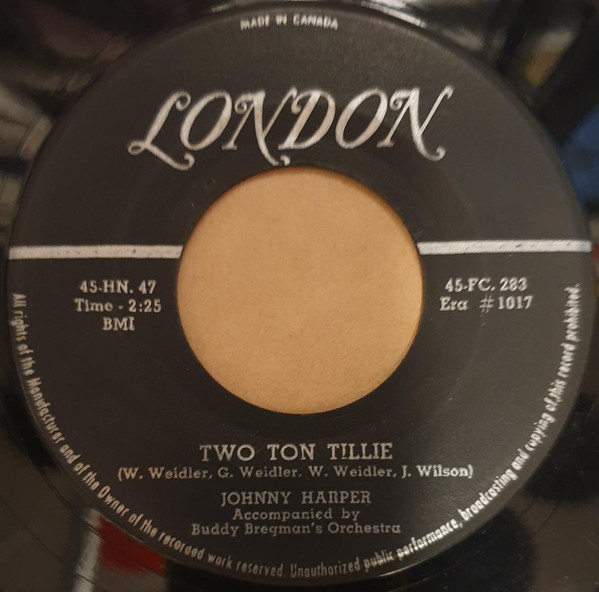 MADE IN CANADA
LONDON
45-HN. 47
Time - 2:25
BMI
45-FC. 283
Era #1017
TWO TON TILLIE
(W. Weidler, G. Weidler, W. Weidler, J. Wilson)
JOHNNY HARPER
Accompanied by
Buddy Bregman's Orchestra
All rights of the Manufacturer and of the Owner of the recorded work reserved. Unauthorized public performance, broadcasting and copying of this record prohibited.